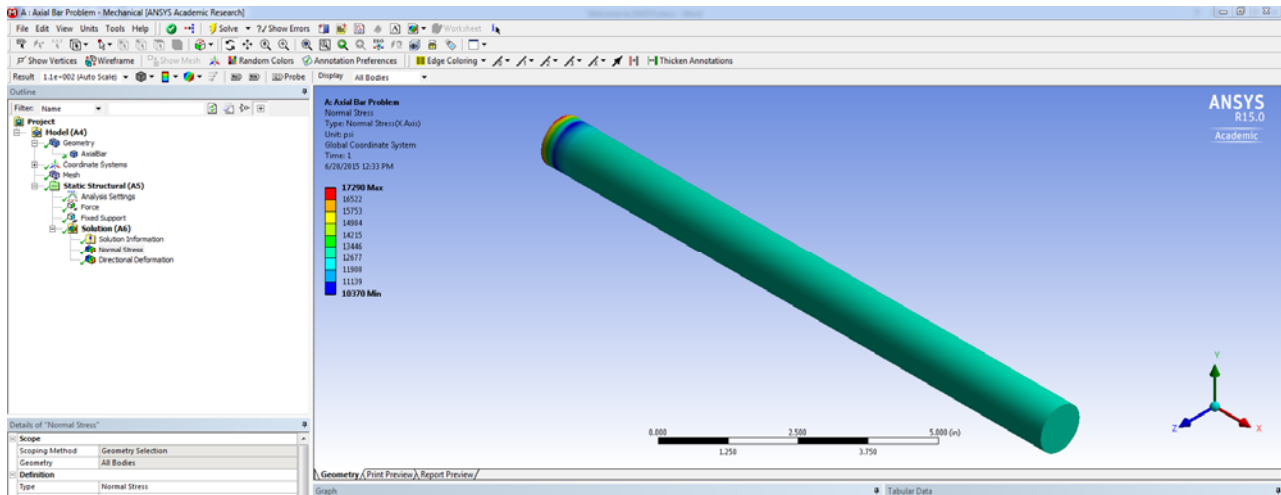 A : Axial Bar Problem - Mechanical [ANSYS Academic Research]
File Edit View Units Tools Help Solve ?/ Show Errors Worksheet
Show Vertices Wireframe Show Mesh Random Colors Annotation Preferences Edge Coloring Thicken Annotations
Result 1.1e+002 (Auto Scale) Probe Display All Bodies
Outline
Filter: Name
Project
Model (A4)
Geometry
AxialBar
Coordinate Systems
Mesh
Static Structural (A5)
Analysis Settings
Force
Fixed Support
Solution (A6)
Solution Information
Normal Stress
Directional Deformation
Details of "Normal Stress"
Scope
Scoping Method Geometry Selection
Geometry All Bodies
Definition
Type Normal Stress
A: Axial Bar Problem
Normal Stress
Type: Normal Stress(X Axis)
Unit: psi
Global Coordinate System
Time: 1
6/28/2015 12:33 PM
17290 Max
16522
15753
14984
14215
13446
12677
11908
11139
10370 Min
ANSYS
R15.0
Academic
0.000 2.500 5.000 (in)
1.250 3.750
Y
Z X
Geometry Print Preview Report Preview
Graph Tabular Data